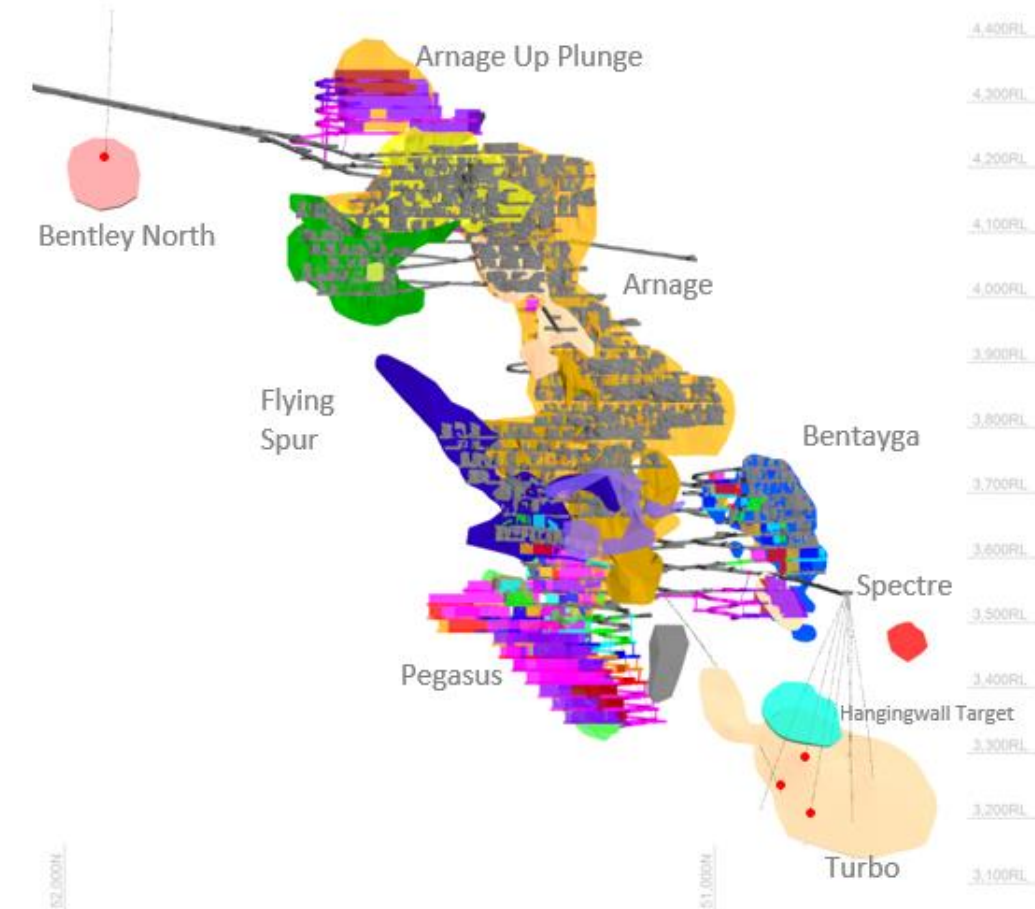 4,400RL
Arnage Up Plunge
4,300RL
4,200RL
Bentley North
4,100RL
Arnage
4,000RL
3,900RL
Flying
Spur
3,800RL
Bentayga
3,700RL
3,600RL
Spectre
3,500RL
Pegasus
3,400RL
Hangingwall Target
3,300RL
3,200RL
Turbo
3,100RL
52,000N
51,000N